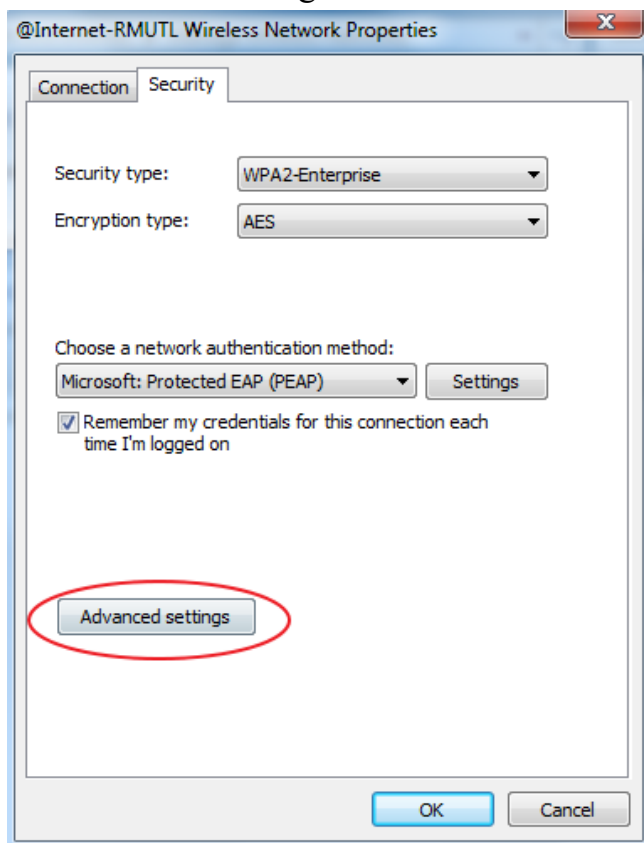 @Internet-RMUTL Wireless Network Properties
Connection Security
Security type: WPA2-Enterprise
Encryption type: AES
Choose a network authentication method:
Microsoft: Protected EAP (PEAP) Settings
Remember my credentials for this connection each
time I'm logged on
Advanced settings
OK Cancel